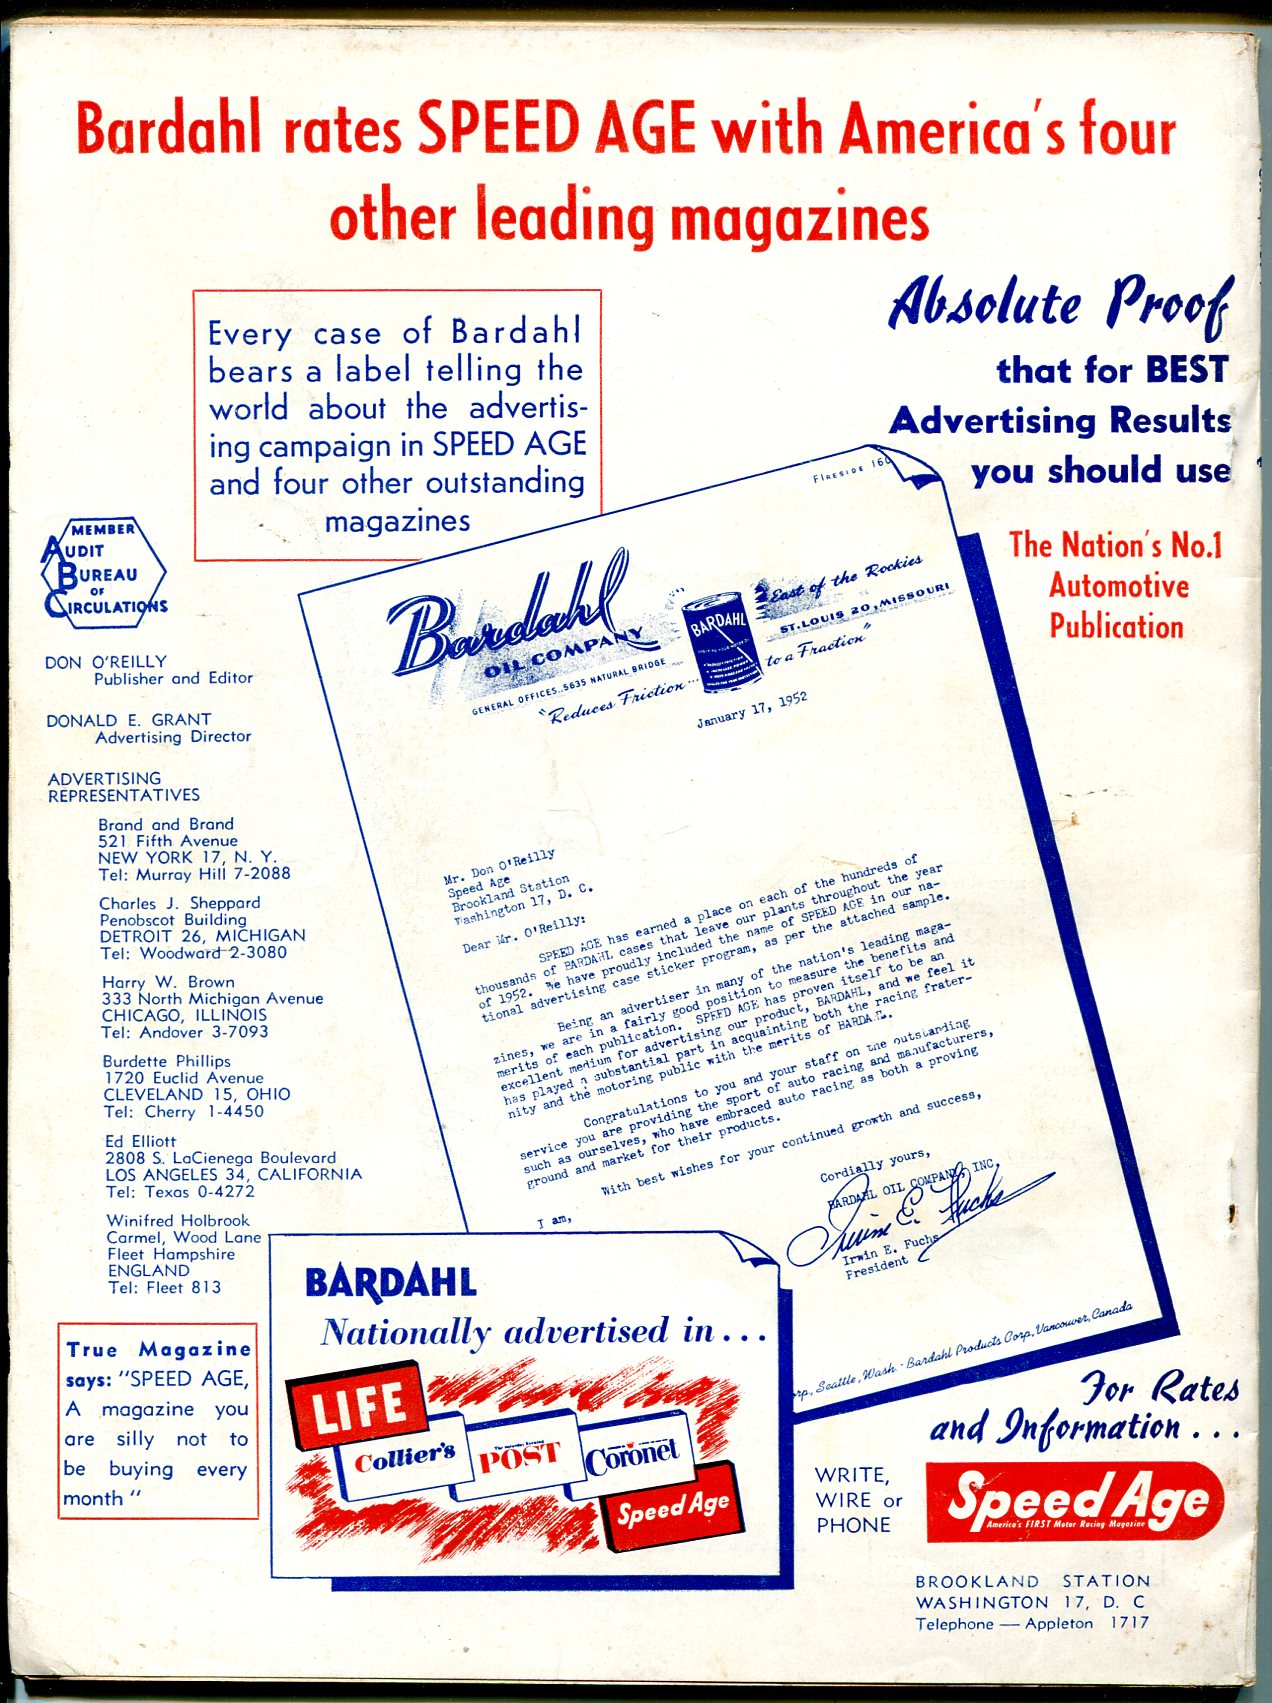 Bardahl rates SPEED AGE with America's four
other leading magazines
Every case of Bardahl
bears a label telling the
world about the advertis-
ing campaign in SPEED AGE
and four other outstanding
magazines
Absolute Proof
that for BEST
Advertising Results
you should use
The Nation's No.1
Automotive
Publication
MEMBER
AUDIT
BUREAU
OF
CIRCULATIONS
DON O'REILLY
Publisher and Editor
DONALD E. GRANT
Advertising Director
ADVERTISING
REPRESENTATIVES
Brand and Brand
521 Fifth Avenue
NEW YORK 17, N. Y.
Tel: Murray Hill 7-2088
Charles J. Sheppard
Penobscot Building
DETROIT 26, MICHIGAN
Tel: Woodward 2-3080
Harry W. Brown
333 North Michigan Avenue
CHICAGO, ILLINOIS
Tel: Andover 3-7093
Burdette Phillips
1720 Euclid Avenue
CLEVELAND 15, OHIO
Tel: Cherry 1-4450
Ed Elliott
2808 S. LaCienega Boulevard
LOS ANGELES 34, CALIFORNIA
Tel: Texas 0-4272
Winifred Holbrook
Carmel, Wood Lane
Fleet Hampshire
ENGLAND
Tel: Fleet 813
True Magazine
says: "SPEED AGE,
A magazine you
are silly not to
be buying every
month"
FIRESIDE 160
Bardahl
OIL COMPANY
GENERAL OFFICES..5635 NATURAL BRIDGE
"Reduces Friction...
BARDAHL
East of the Rockies
ST. LOUIS 20, MISSOURI
to a Fraction"
January 17, 1952
Mr. Don O'Reilly
Speed Age
Brookland Station
Washington 17, D. C.
Dear Mr. O'Reilly:
SPEED AGE has earned a place on each of the hundreds of
thousands of BARDAHL cases that leave our plants throughout the year
of 1952. We have proudly included the name of SPEED AGE in our na-
tional advertising case sticker program, as per the attached sample.
Being an advertiser in many of the nation's leading maga-
zines, we are in a fairly good position to measure the benefits and
merits of each publication. SPEED AGE has proven itself to be an
excellent medium for advertising our product, BARDAHL, and we feel it
has played a substantial part in acquainting both the racing frater-
nity and the motoring public with the merits of BARDAHL.
Congratulations to you and your staff on the outstanding
service you are providing the sport of auto racing and manufacturers,
such as ourselves, who have embraced auto racing as both a proving
ground and market for their products.
With best wishes for your continued growth and success,
I am,
Cordially yours,
BARDAHL OIL COMPANY, INC.
Irwin E. Fuchs
Irwin E. Fuchs
President
rp., Seattle, Wash. - Bardahl Products Corp., Vancouver, Canada
BARDAHL
Nationally advertised in...
LIFE
Collier's
The Saturday Evening
POST
Coronet
Speed Age
For Rates
and Information...
WRITE,
WIRE or
PHONE
Speed Age
America's FIRST Motor Racing Magazine
BROOKLAND STATION
WASHINGTON 17, D. C
Telephone — Appleton 1717